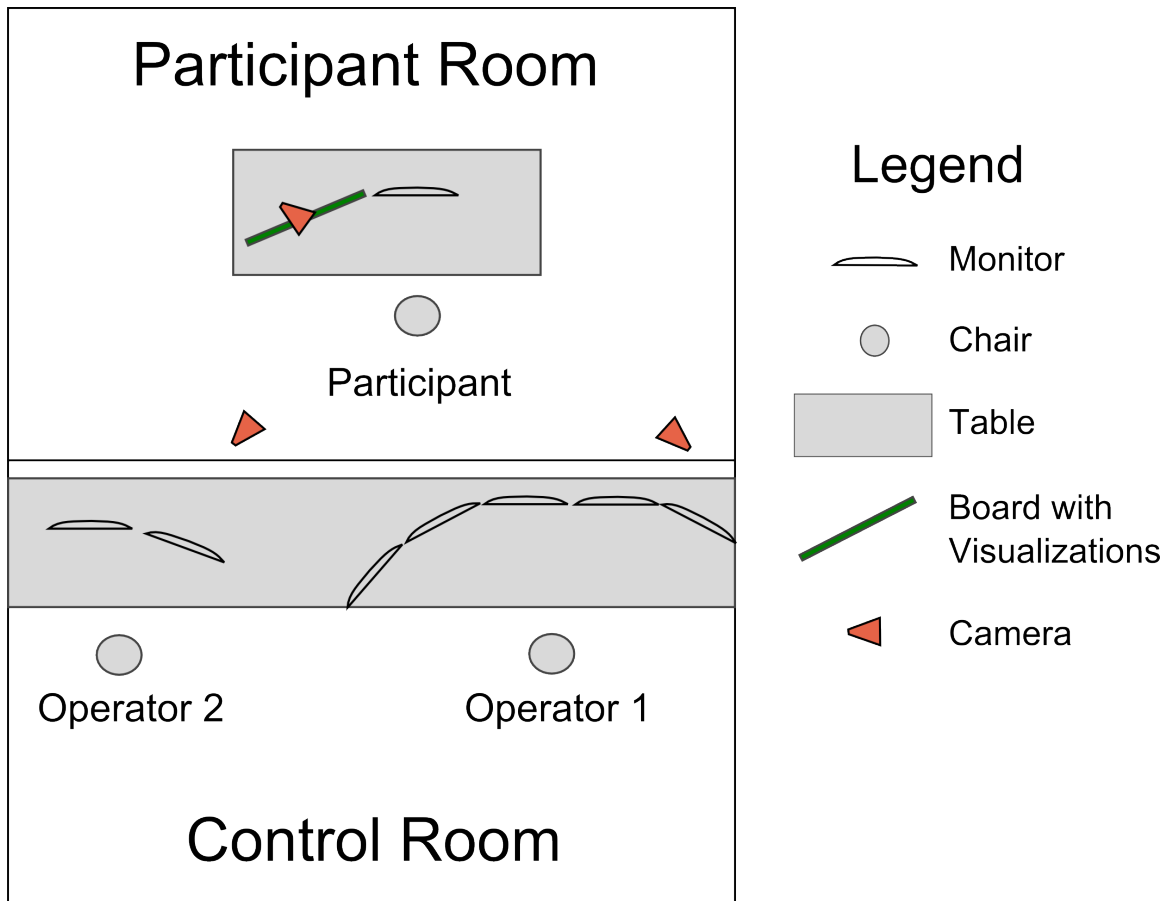 Participant Room
Participant
Operator 2
Operator 1
Control Room
Legend
Monitor
Chair
Table
Board with
Visualizations
Camera